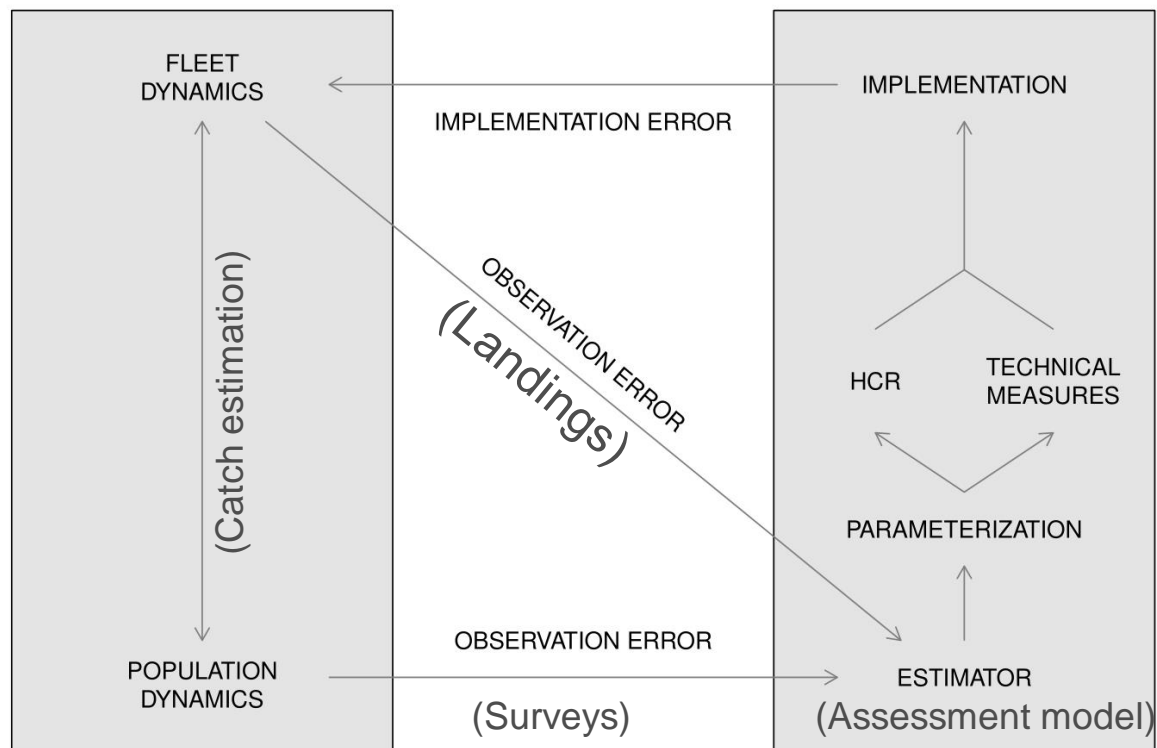 FLEET
DYNAMICS
IMPLEMENTATION
IMPLEMENTATION ERROR
OBSERVATION ERROR
(Landings)
(Catch estimation)
HCR
TECHNICAL
MEASURES
PARAMETERIZATION
OBSERVATION ERROR
POPULATION
DYNAMICS
ESTIMATOR
(Surveys)
(Assessment model)